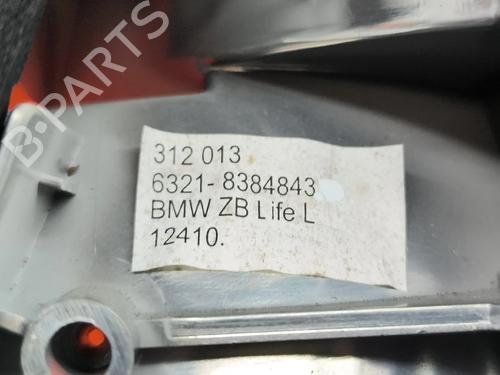 B-PARTS
312 013
6321- 8384843
BMW ZB Life L
12410.